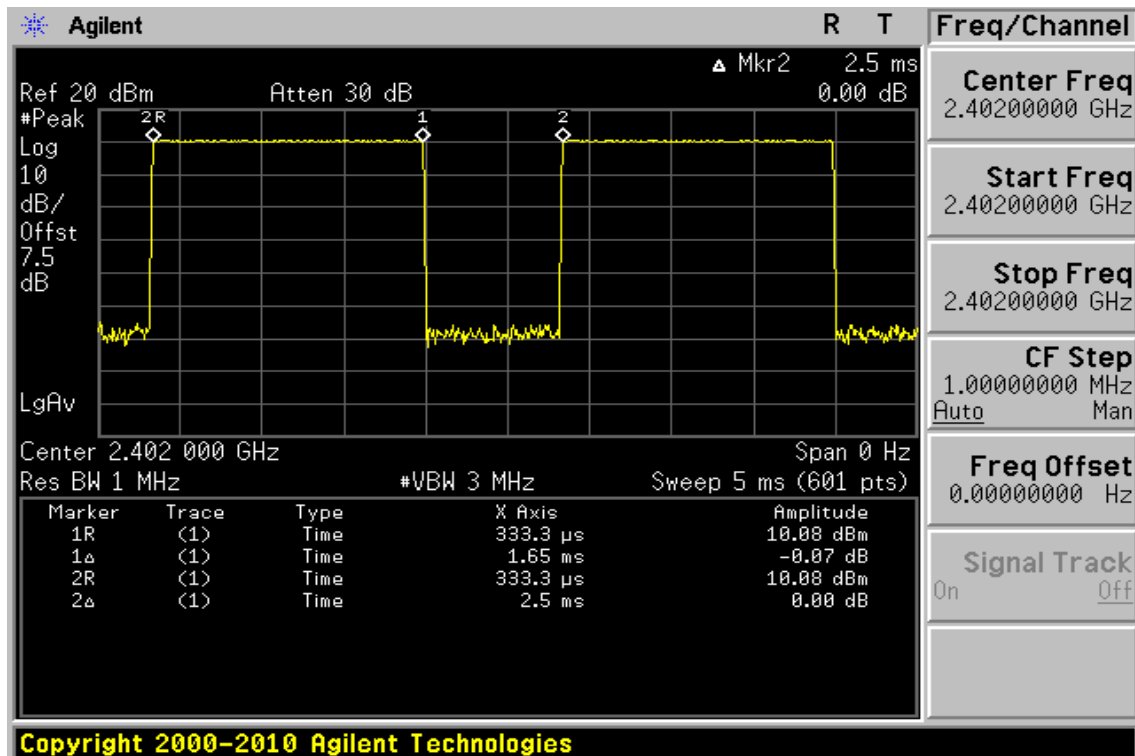 Agilent R T
Freq/Channel
▵ Mkr2 2.5 ms
Ref 20 dBm Atten 30 dB 0.00 dB
#Peak
Log
10
dB/
Offst
7.5
dB
LgAv
2R 1 2
Center 2.402 000 GHz Span 0 Hz
Res BW 1 MHz #VBW 3 MHz Sweep 5 ms (601 pts)
Marker Trace Type X Axis Amplitude
1R (1) Time 333.3 µs 10.08 dBm
1▵ (1) Time 1.65 ms -0.07 dB
2R (1) Time 333.3 µs 10.08 dBm
2▵ (1) Time 2.5 ms 0.00 dB
Center Freq
2.40200000 GHz
Start Freq
2.40200000 GHz
Stop Freq
2.40200000 GHz
CF Step
1.00000000 MHz
Auto Man
Freq Offset
0.00000000 Hz
Signal Track
On Off
Copyright 2000-2010 Agilent Technologies